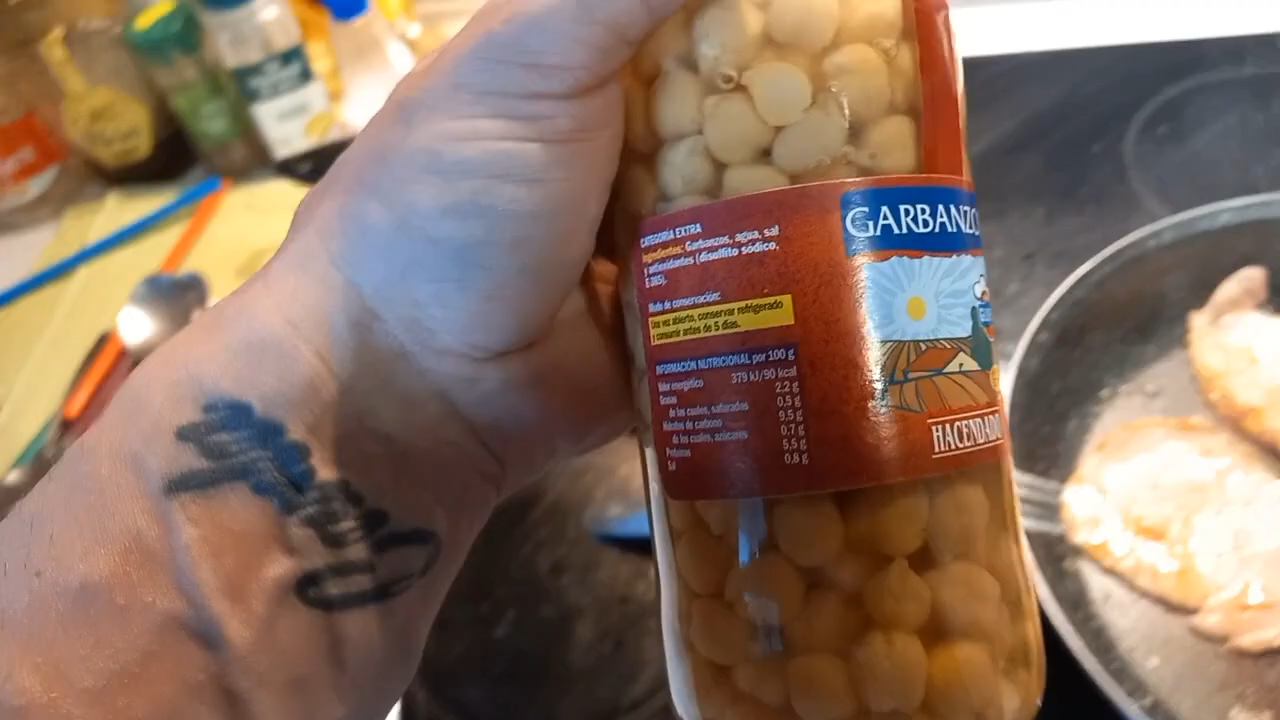 CATEGORÍA EXTRA
Ingredientes: Garbanzos, agua, sal
y antioxidantes (disolfito sódico,
E 385).
Modo de conservación:
Una vez abierto, conservar refrigerado
y consumir antes de 5 días.
INFORMACIÓN NUTRICIONAL por 100 g
Valor energético 379 kJ/90 kcal
Grasas 2,2 g
de las cuales, saturadas 0,5 g
Hidratos de carbono 9,5 g
de los cuales, azúcares 0,7 g
Proteínas 5,5 g
Sal 0,8 g
GARBANZO
HACENDADO